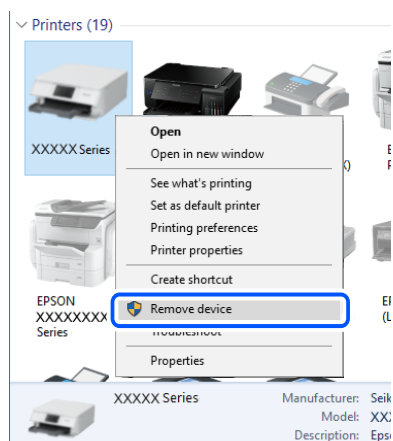 Printers (19)
XXXXX Series
Open
Open in new window
See what's printing
Set as default printer
Printing preferences
Printer properties
Create shortcut
Remove device
Troubleshoot
Properties
EPSON
XXXXXXXX
Series
XXXXX Series
Manufacturer:
Model:
Description: